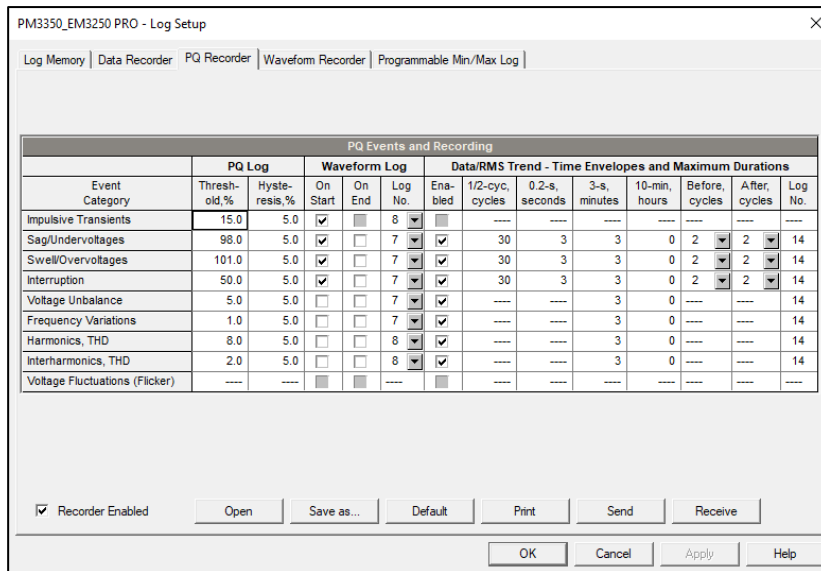 PM3350_EM3250 PRO - Log Setup
Log Memory Data Recorder PQ Recorder Waveform Recorder Programmable Min/Max Log
PQ Events and Recording
PQ Log Waveform Log Data/RMS Trend - Time Envelopes and Maximum Durations
Event Category Thresh-old,% Hyste-resis,% On Start On End Log No. Ena-bled 1/2-cyc, cycles 0.2-s, seconds 3-s, minutes 10-min, hours Before, cycles After, cycles Log No.
Impulsive Transients 15.0 5.0 8 ---- ---- ---- ---- ---- ---- ----
Sag/Undervoltages 98.0 5.0 7 30 3 3 0 2 2 14
Swell/Overvoltages 101.0 5.0 7 30 3 3 0 2 2 14
Interruption 50.0 5.0 7 30 3 3 0 2 2 14
Voltage Unbalance 5.0 5.0 7 ---- ---- 3 0 ---- ---- 14
Frequency Variations 1.0 5.0 7 ---- ---- 3 0 ---- ---- 14
Harmonics, THD 8.0 5.0 8 ---- ---- 3 0 ---- ---- 14
Interharmonics, THD 2.0 5.0 8 ---- ---- 3 0 ---- ---- 14
Voltage Fluctuations (Flicker) ---- ---- ---- ---- ---- ---- ---- ---- ---- ----
Recorder Enabled Open Save as... Default Print Send Receive
OK Cancel Apply Help